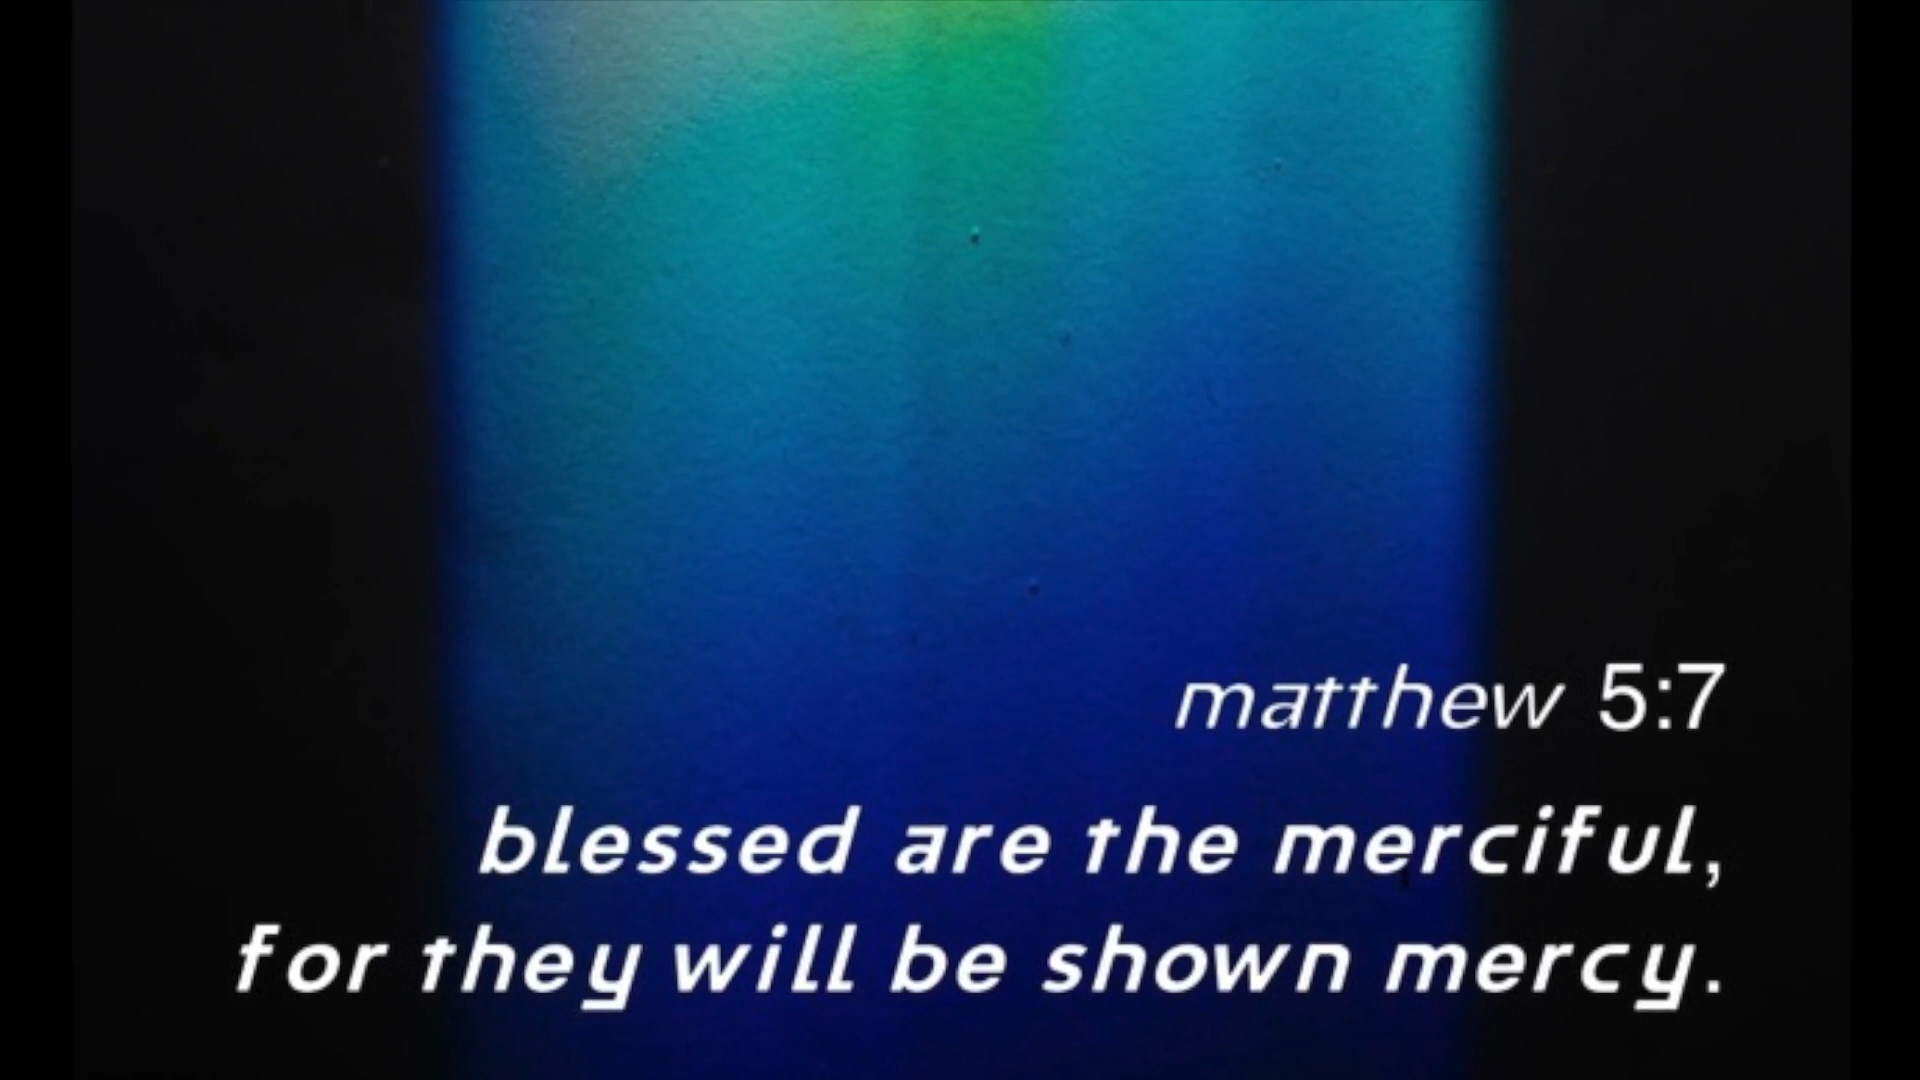 matthew 5:7
blessed are the merciful,
for they will be shown mercy.